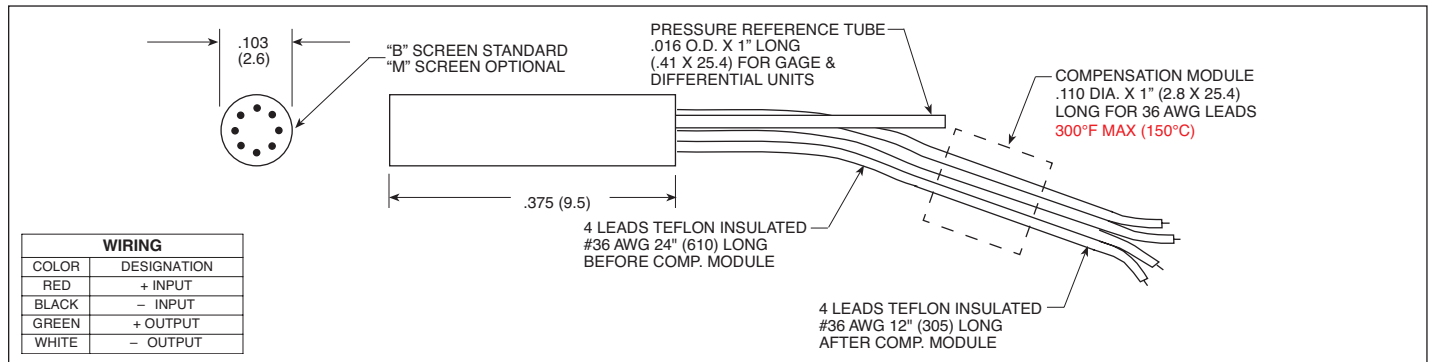 .103
(2.6)
“B” SCREEN STANDARD
“M” SCREEN OPTIONAL
PRESSURE REFERENCE TUBE
.016 O.D. X 1” LONG
(.41 X 25.4) FOR GAGE &
DIFFERENTIAL UNITS
COMPENSATION MODULE
.110 DIA. X 1” (2.8 X 25.4)
LONG FOR 36 AWG LEADS
300°F MAX (150°C)
.375 (9.5)
4 LEADS TEFLON INSULATED
#36 AWG 24" (610) LONG
BEFORE COMP. MODULE
4 LEADS TEFLON INSULATED
#36 AWG 12" (305) LONG
AFTER COMP. MODULE
WIRING
COLOR DESIGNATION
RED + INPUT
BLACK – INPUT
GREEN + OUTPUT
WHITE – OUTPUT